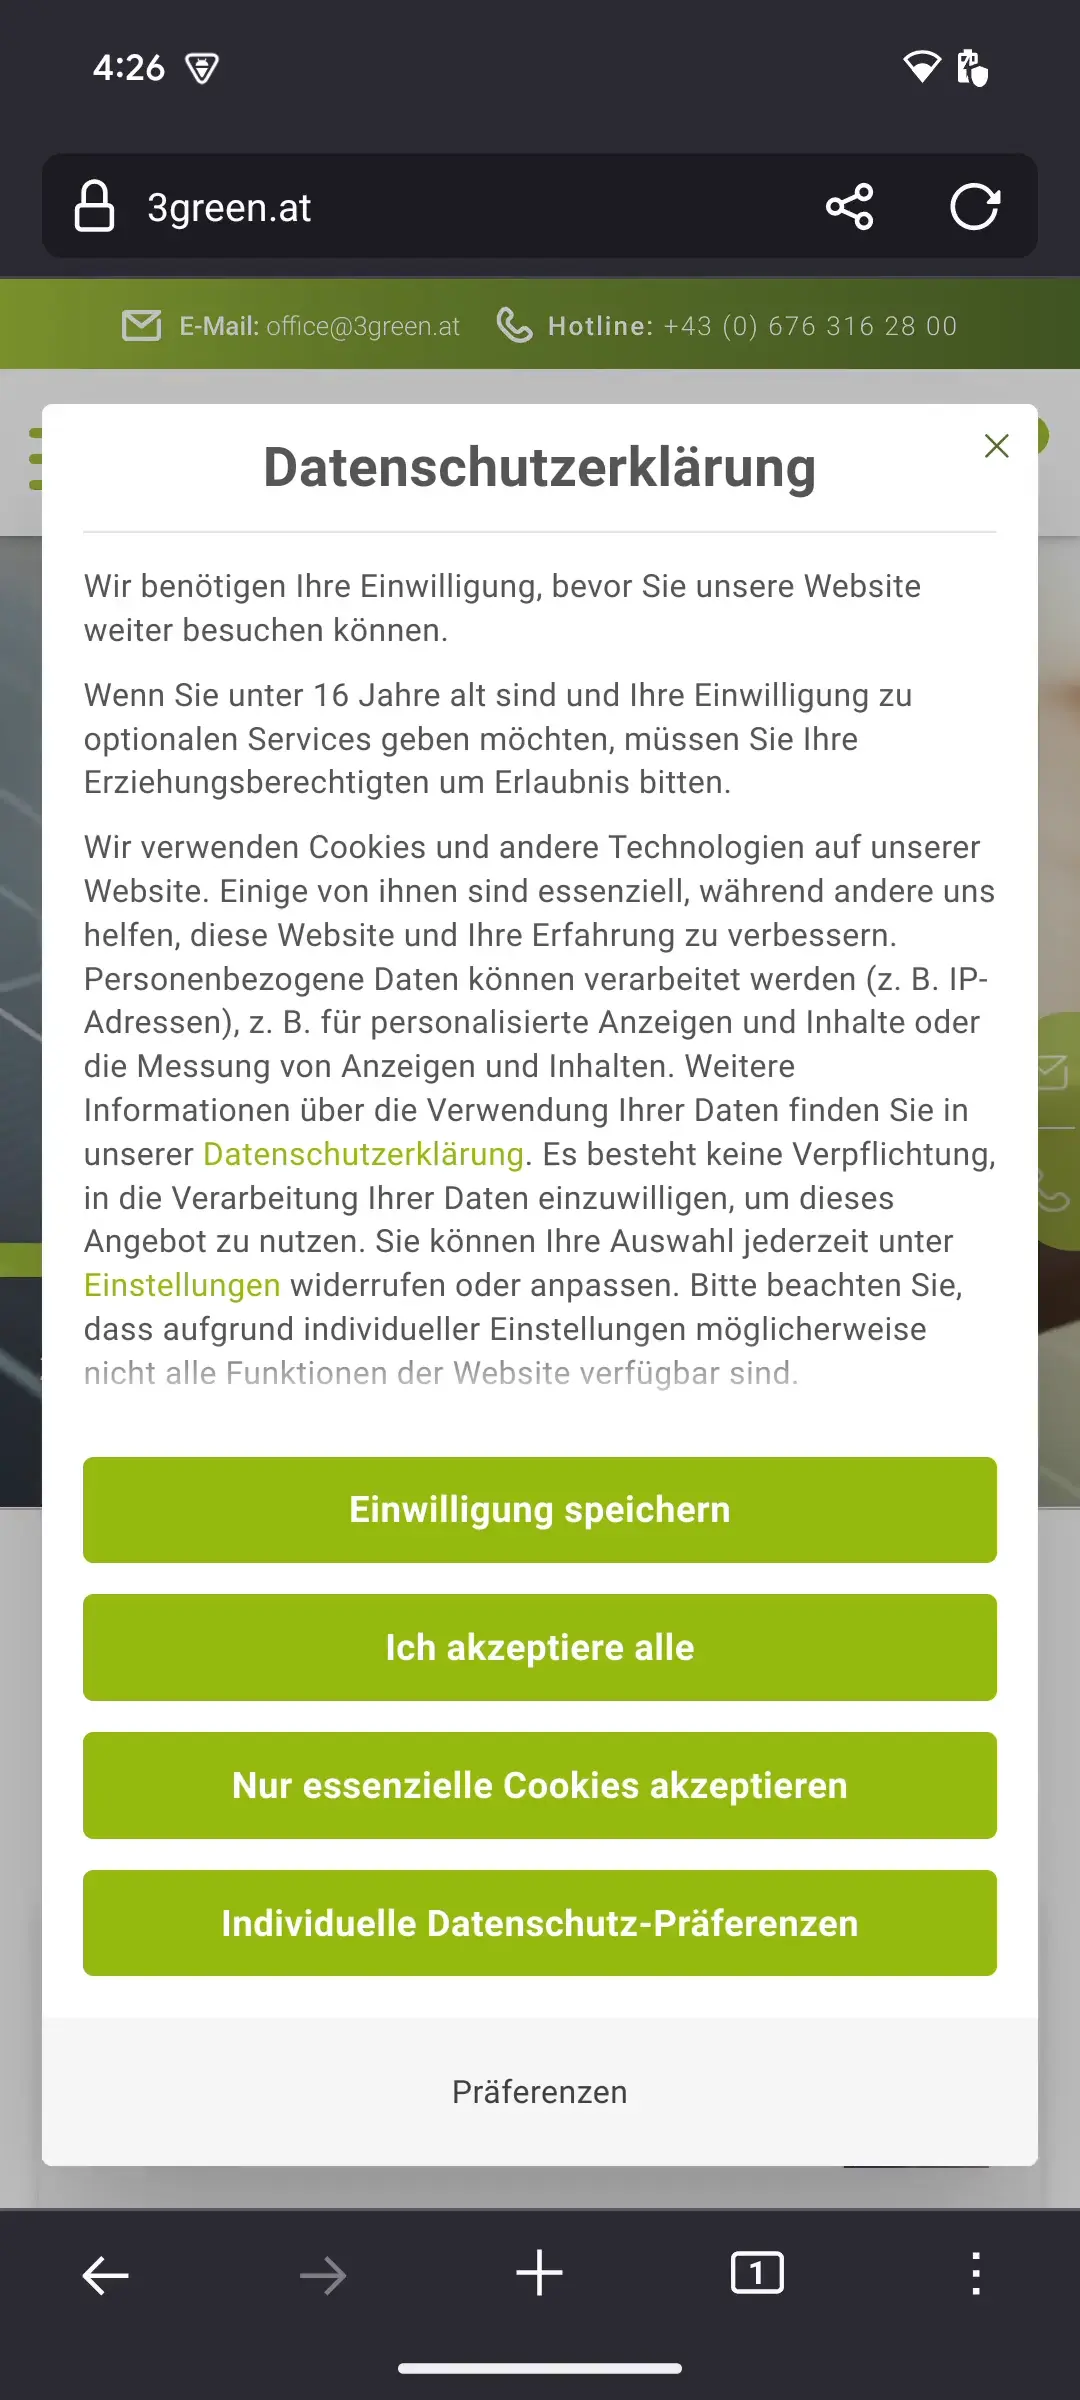 4:26
3green.at
E-Mail: office@3green.at Hotline: +43 (0) 676 316 28 00
Datenschutzerklärung
Wir benötigen Ihre Einwilligung, bevor Sie unsere Website
weiter besuchen können.
Wenn Sie unter 16 Jahre alt sind und Ihre Einwilligung zu
optionalen Services geben möchten, müssen Sie Ihre
Erziehungsberechtigten um Erlaubnis bitten.
Wir verwenden Cookies und andere Technologien auf unserer
Website. Einige von ihnen sind essenziell, während andere uns
helfen, diese Website und Ihre Erfahrung zu verbessern.
Personenbezogene Daten können verarbeitet werden (z. B. IP-
Adressen), z. B. für personalisierte Anzeigen und Inhalte oder
die Messung von Anzeigen und Inhalten. Weitere
Informationen über die Verwendung Ihrer Daten finden Sie in
unserer Datenschutzerklärung. Es besteht keine Verpflichtung,
in die Verarbeitung Ihrer Daten einzuwilligen, um dieses
Angebot zu nutzen. Sie können Ihre Auswahl jederzeit unter
Einstellungen widerrufen oder anpassen. Bitte beachten Sie,
dass aufgrund individueller Einstellungen möglicherweise
nicht alle Funktionen der Website verfügbar sind.
Einwilligung speichern
Ich akzeptiere alle
Nur essenzielle Cookies akzeptieren
Individuelle Datenschutz-Präferenzen
Präferenzen
1